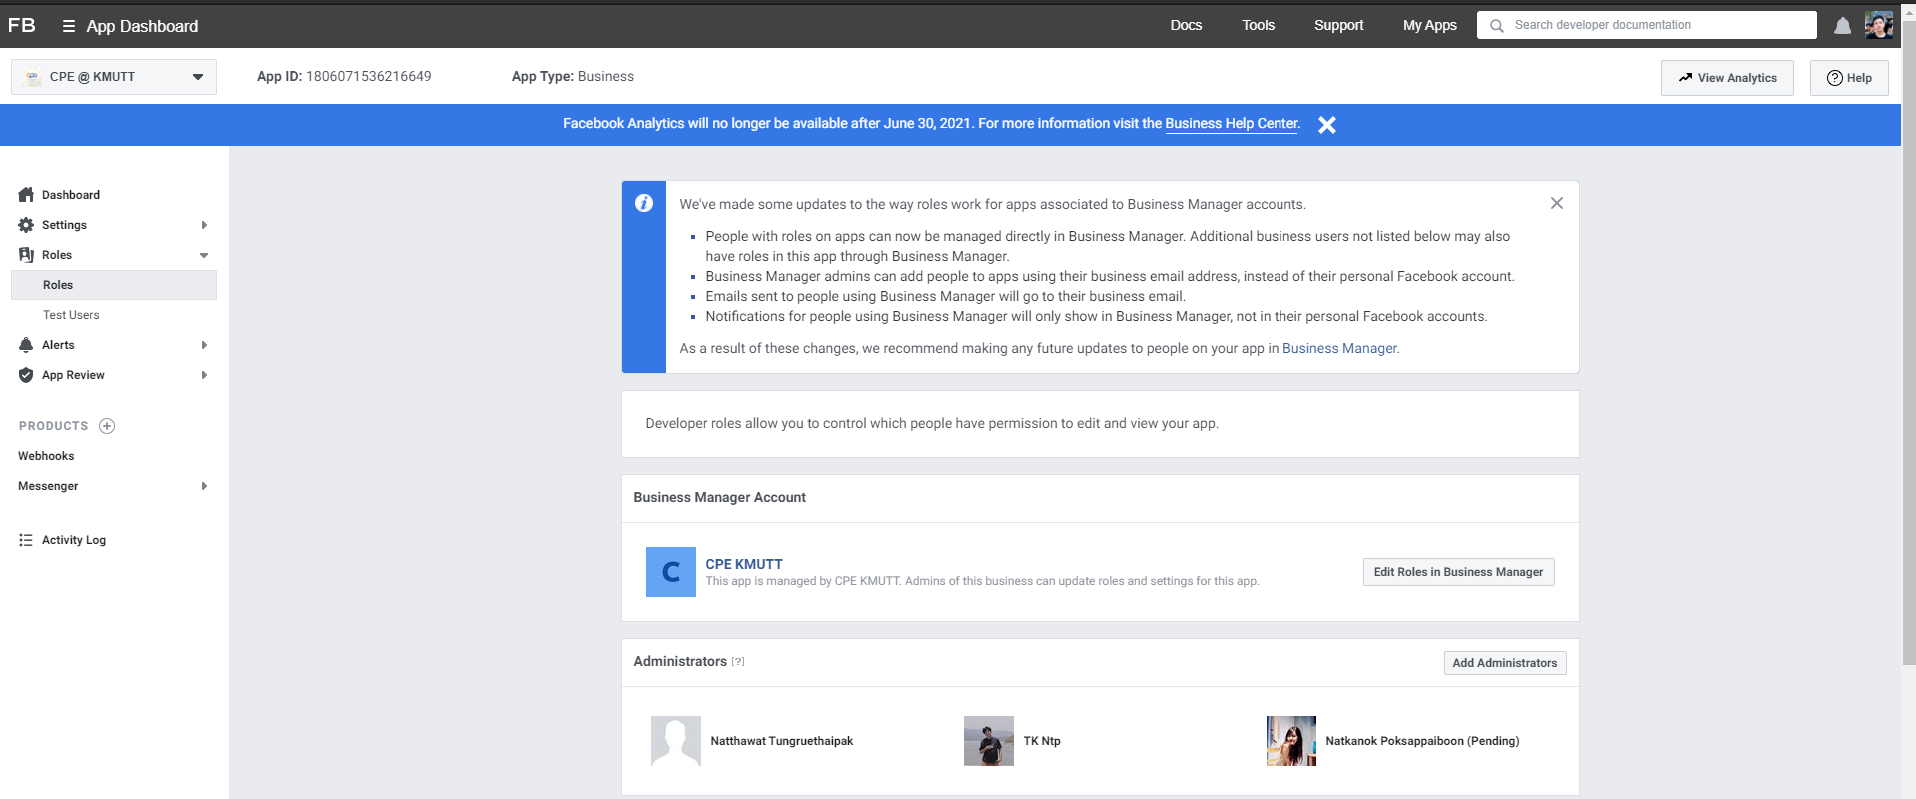 FB
App Dashboard
Docs
Tools
Support
My Apps
Search developer documentation
CPE @ KMUTT
App ID: 1806071536216649
App Type: Business
View Analytics
Help
Facebook Analytics will no longer be available after June 30, 2021. For more information visit the Business Help Center.
Dashboard
Settings
Roles
Roles
Test Users
Alerts
App Review
PRODUCTS
Webhooks
Messenger
Activity Log
We've made some updates to the way roles work for apps associated to Business Manager accounts.
People with roles on apps can now be managed directly in Business Manager. Additional business users not listed below may also
have roles in this app through Business Manager.
Business Manager admins can add people to apps using their business email address, instead of their personal Facebook account.
Emails sent to people using Business Manager will go to their business email.
Notifications for people using Business Manager will only show in Business Manager, not in their personal Facebook accounts.
As a result of these changes, we recommend making any future updates to people on your app in Business Manager.
Developer roles allow you to control which people have permission to edit and view your app.
Business Manager Account
C
CPE KMUTT
This app is managed by CPE KMUTT. Admins of this business can update roles and settings for this app.
Edit Roles in Business Manager
Administrators [?]
Add Administrators
Natthawat Tungruethaipak
TK Ntp
Natkanok Poksappaiboon (Pending)